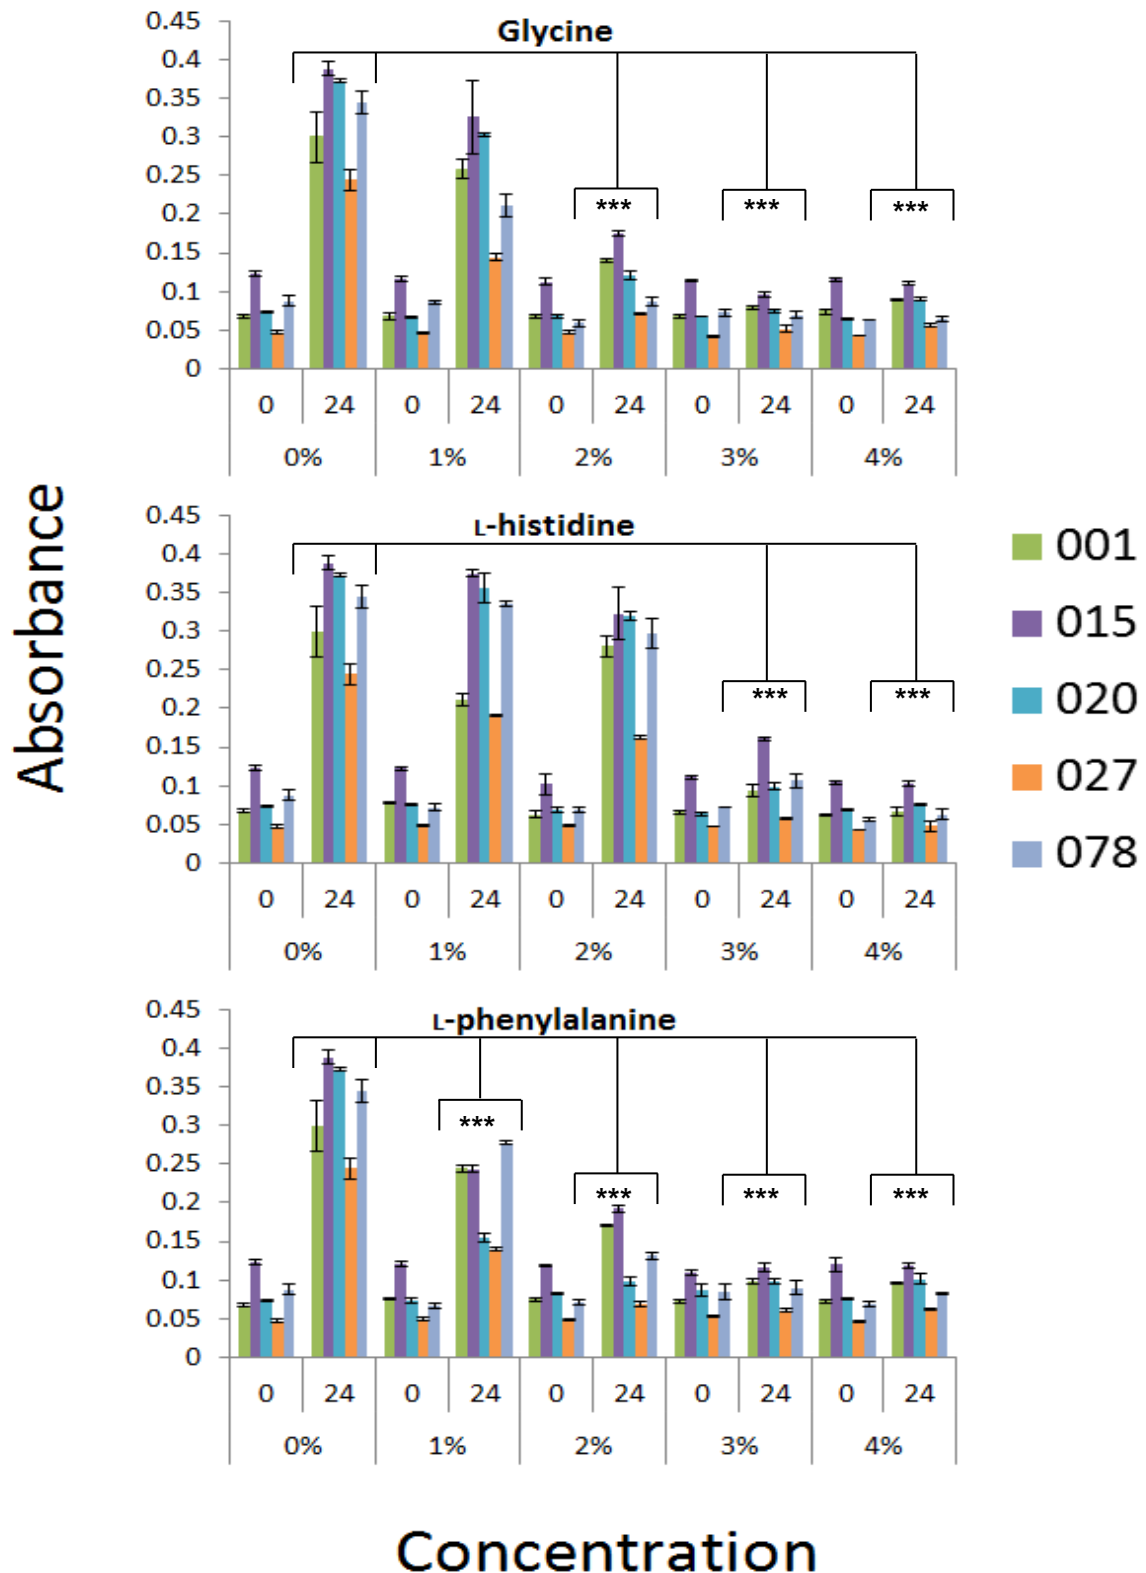 Absorbance
Glycine
0.45
0.4
0.35
0.3
0.25
0.2
0.15
0.1
0.05
0
*** *** ***
0 24 0 24 0 24 0 24 0 24
0% 1% 2% 3% 4%
L-histidine
0.45
0.4
0.35
0.3
0.25
0.2
0.15
0.1
0.05
0
*** ***
0 24 0 24 0 24 0 24 0 24
0% 1% 2% 3% 4%
L-phenylalanine
0.45
0.4
0.35
0.3
0.25
0.2
0.15
0.1
0.05
0
***
*** *** ***
0 24 0 24 0 24 0 24 0 24
0% 1% 2% 3% 4%
Concentration
001
015
020
027
078